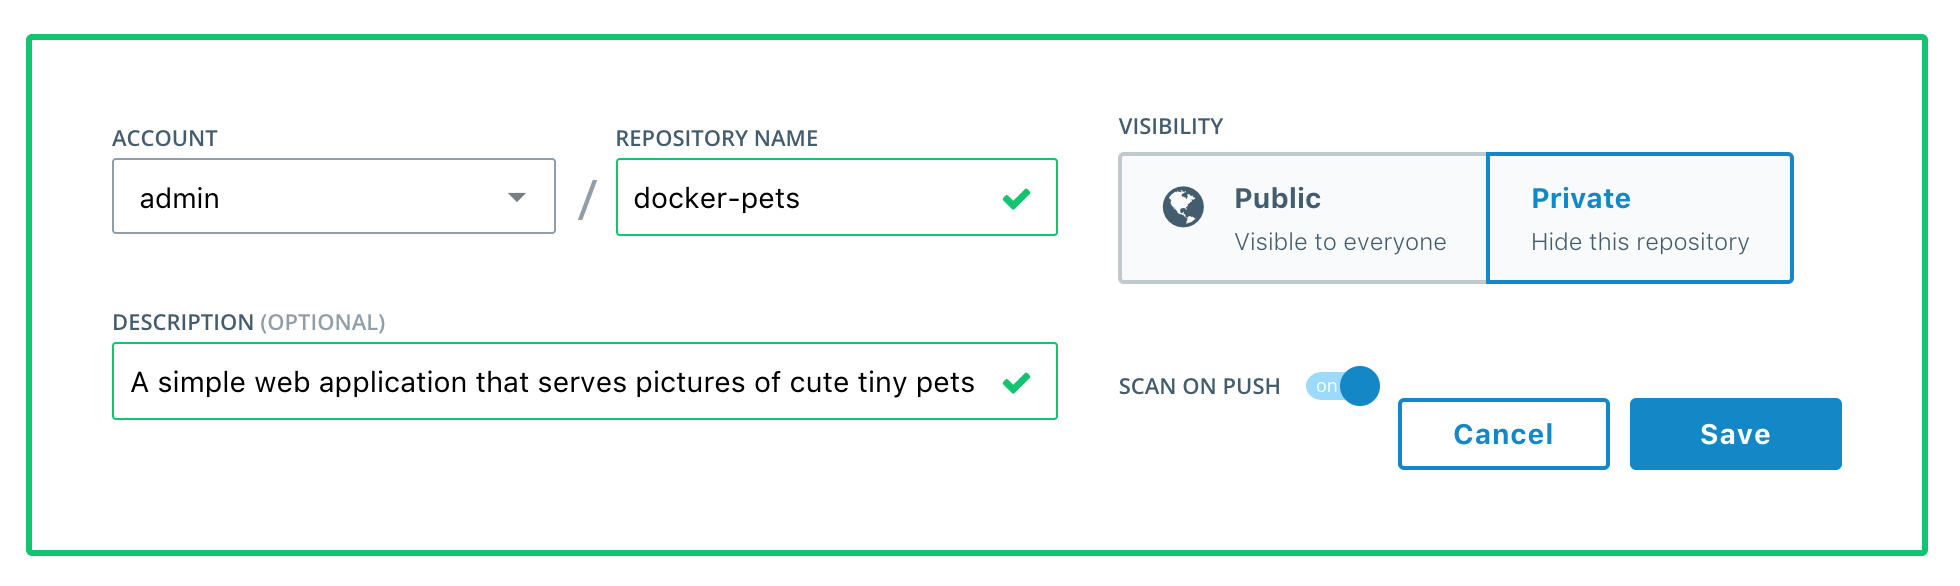 ACCOUNT
admin
/
REPOSITORY NAME
docker-pets
DESCRIPTION (OPTIONAL)
A simple web application that serves pictures of cute tiny pets
VISIBILITY
Public
Visible to everyone
Private
Hide this repository
SCAN ON PUSH
on
Cancel
Save